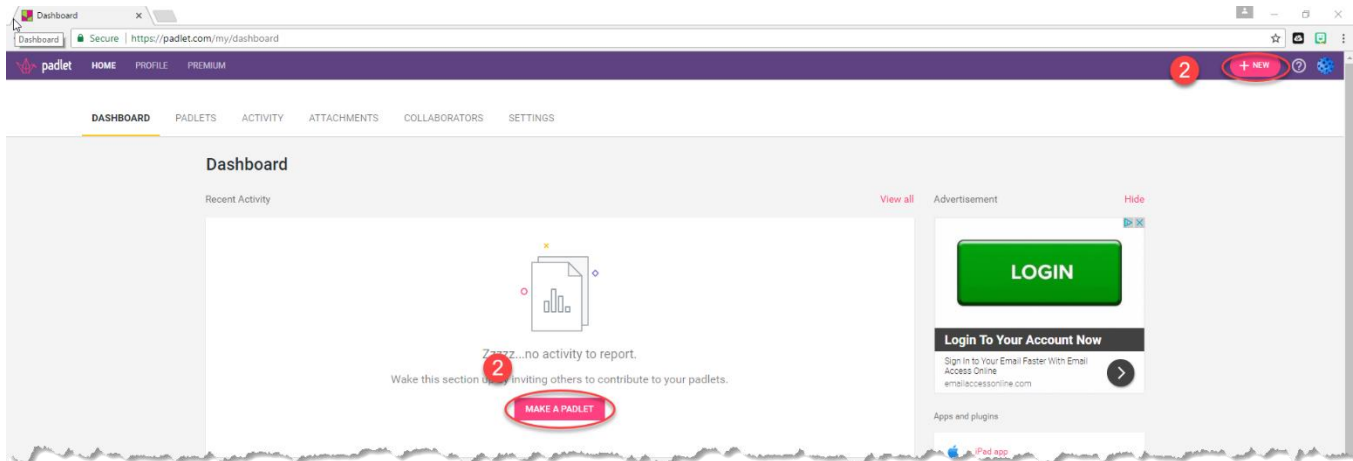 Dashboard
Dashboard
Secure | https://padlet.com/my/dashboard
padlet HOME PROFILE PREMIUM
2
+ NEW
DASHBOARD PADLETS ACTIVITY ATTACHMENTS COLLABORATORS SETTINGS
Dashboard
Recent Activity View all
Advertisement Hide
LOGIN
Login To Your Account Now
Sign In to Your Email Faster With Email
Access Online
emailaccessonline.com
Zzzzz...no activity to report.
2
Wake this section by inviting others to contribute to your padlets.
MAKE A PADLET
Apps and plugins
iPad app